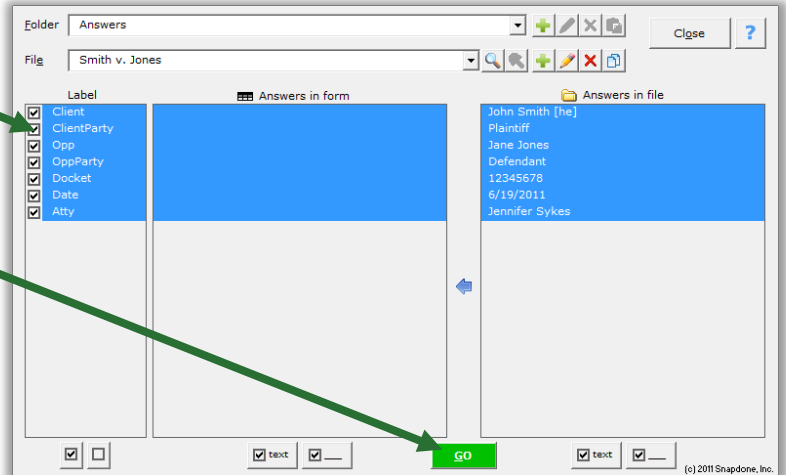 Folder Answers Close ?
File Smith v. Jones
Label Answers in form Answers in file
Client John Smith [he]
ClientParty Plaintiff
Opp Jane Jones
OppParty Defendant
Docket 12345678
Date 6/19/2011
Atty Jennifer Sykes
text __ GO text __
(c) 2011 Snapdone, Inc.